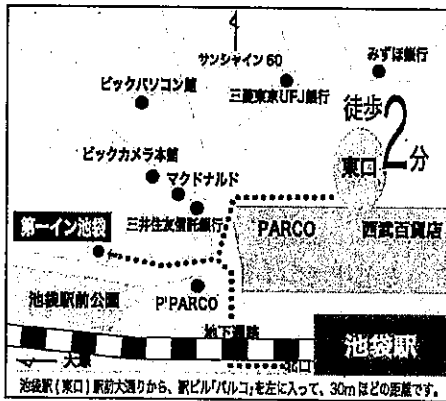 サンシャイン60
みずほ銀行
ビックパソコン館
三菱東京UFJ銀行
徒歩
2分
ビックカメラ本館
東口
マクドナルド
三井住友信託銀行
第一イン池袋
PARCO
西武百貨店
池袋駅前公園
P'PARCO
地下通路
池袋駅
大塚
北口
池袋駅(東口)駅前大通りから、駅ビル「パルコ」を左に入って、30mほどの距離です。